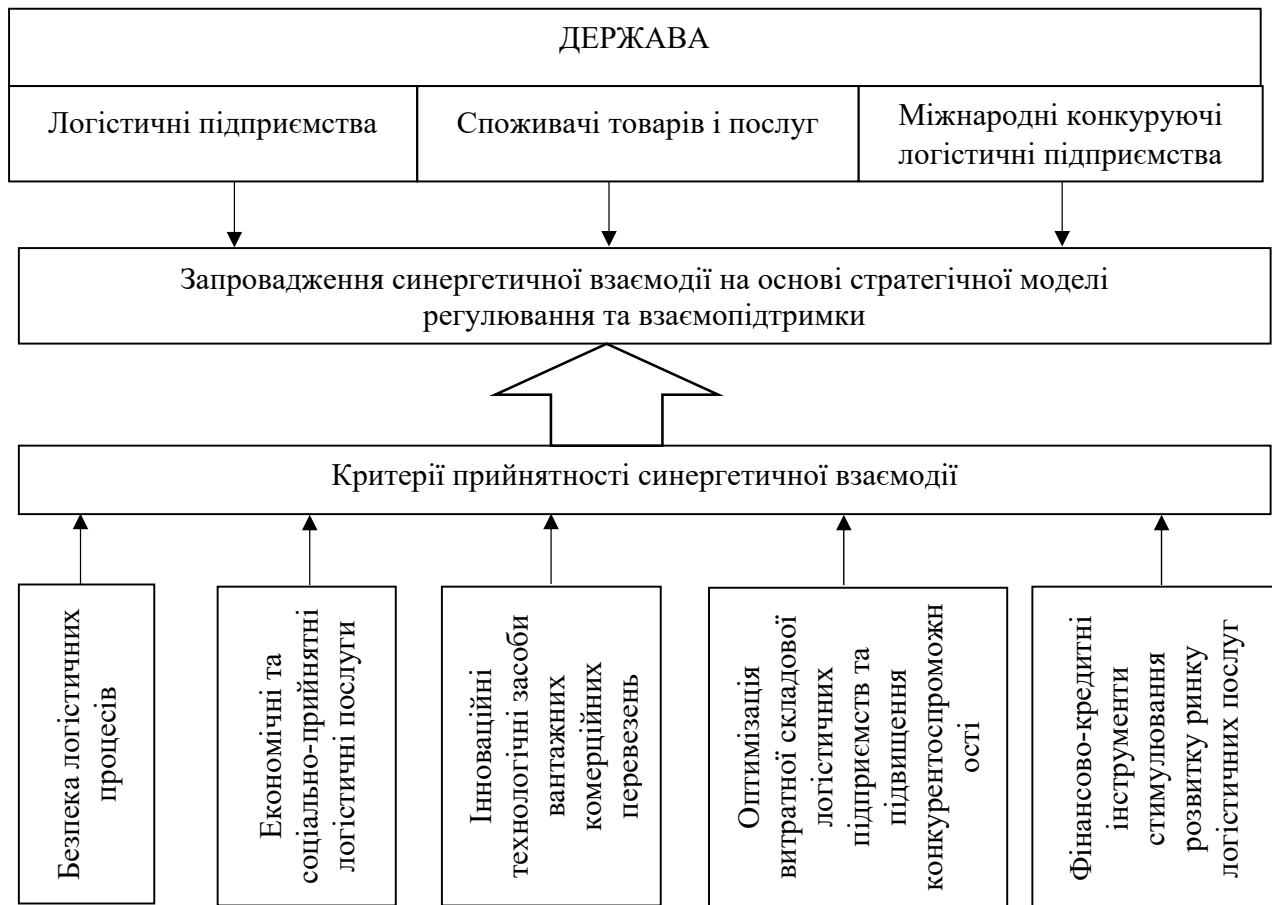 ДЕРЖАВА
Логістичні підприємства
Споживачі товарів і послуг
Міжнародні конкуруючі
логістичні підприємства
Запровадження синергетичної взаємодії на основі стратегічної моделі
регулювання та взаємопідтримки
Критерії прийнятності синергетичної взаємодії
Безпека логістичних
процесів
Економічні та
соціально-прийнятні
логістичні послуги
Інноваційні
технологічні засоби
вантажних
комерційних
перевезень
Оптимізація
витратної складової
логістичних
підприємств та
підвищення
конкурентоспроможн
ості
Фінансово-кредитні
інструменти
стимулювання
розвитку ринку
логістичних послуг